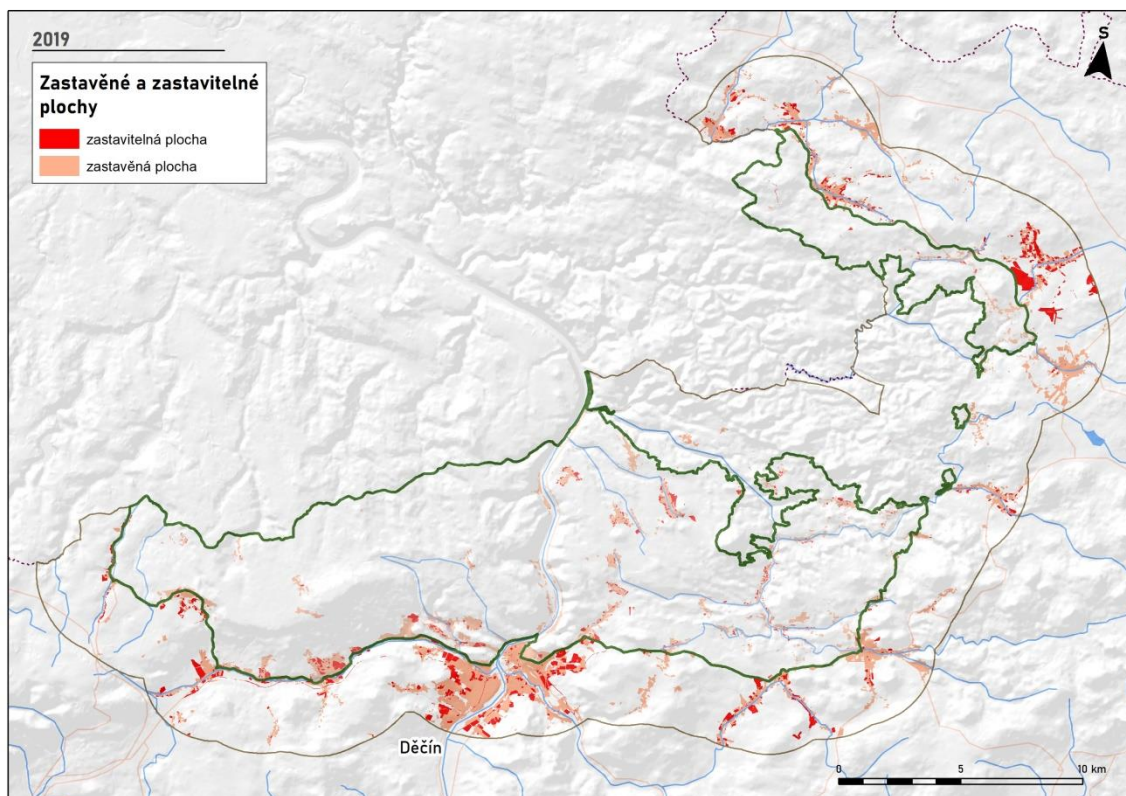 2019
Zastavěné a zastavitelné
plochy
zastavitelná plocha
zastavěná plocha
S
Děčín
0 5 10 km